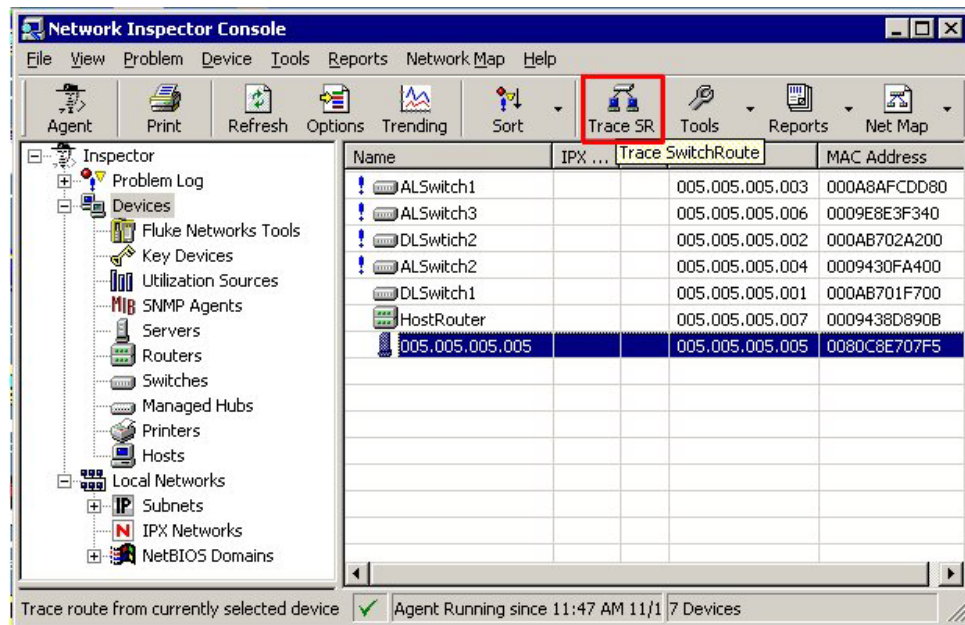 Network Inspector Console
File View Problem Device Tools Reports Network Map Help
Agent Print Refresh Options Trending Sort Trace SR Tools Reports Net Map
Trace SwitchRoute
Inspector
Problem Log
Devices
Fluke Networks Tools
Key Devices
Utilization Sources
MIB SNMP Agents
Servers
Routers
Switches
Managed Hubs
Printers
Hosts
Local Networks
IP Subnets
N IPX Networks
NetBIOS Domains
Name IPX ... MAC Address
ALSwitch1 005.005.005.003 000A8AFCDD80
ALSwitch3 005.005.005.006 0009E8E3F340
DLSwtich2 005.005.005.002 000AB702A200
ALSwitch2 005.005.005.004 0009430FA400
DLSwitch1 005.005.005.001 000AB701F700
HostRouter 005.005.005.007 0009438D890B
005.005.005.005 005.005.005.005 0080C8E707F5
Trace route from currently selected device Agent Running since 11:47 AM 11/1 7 Devices